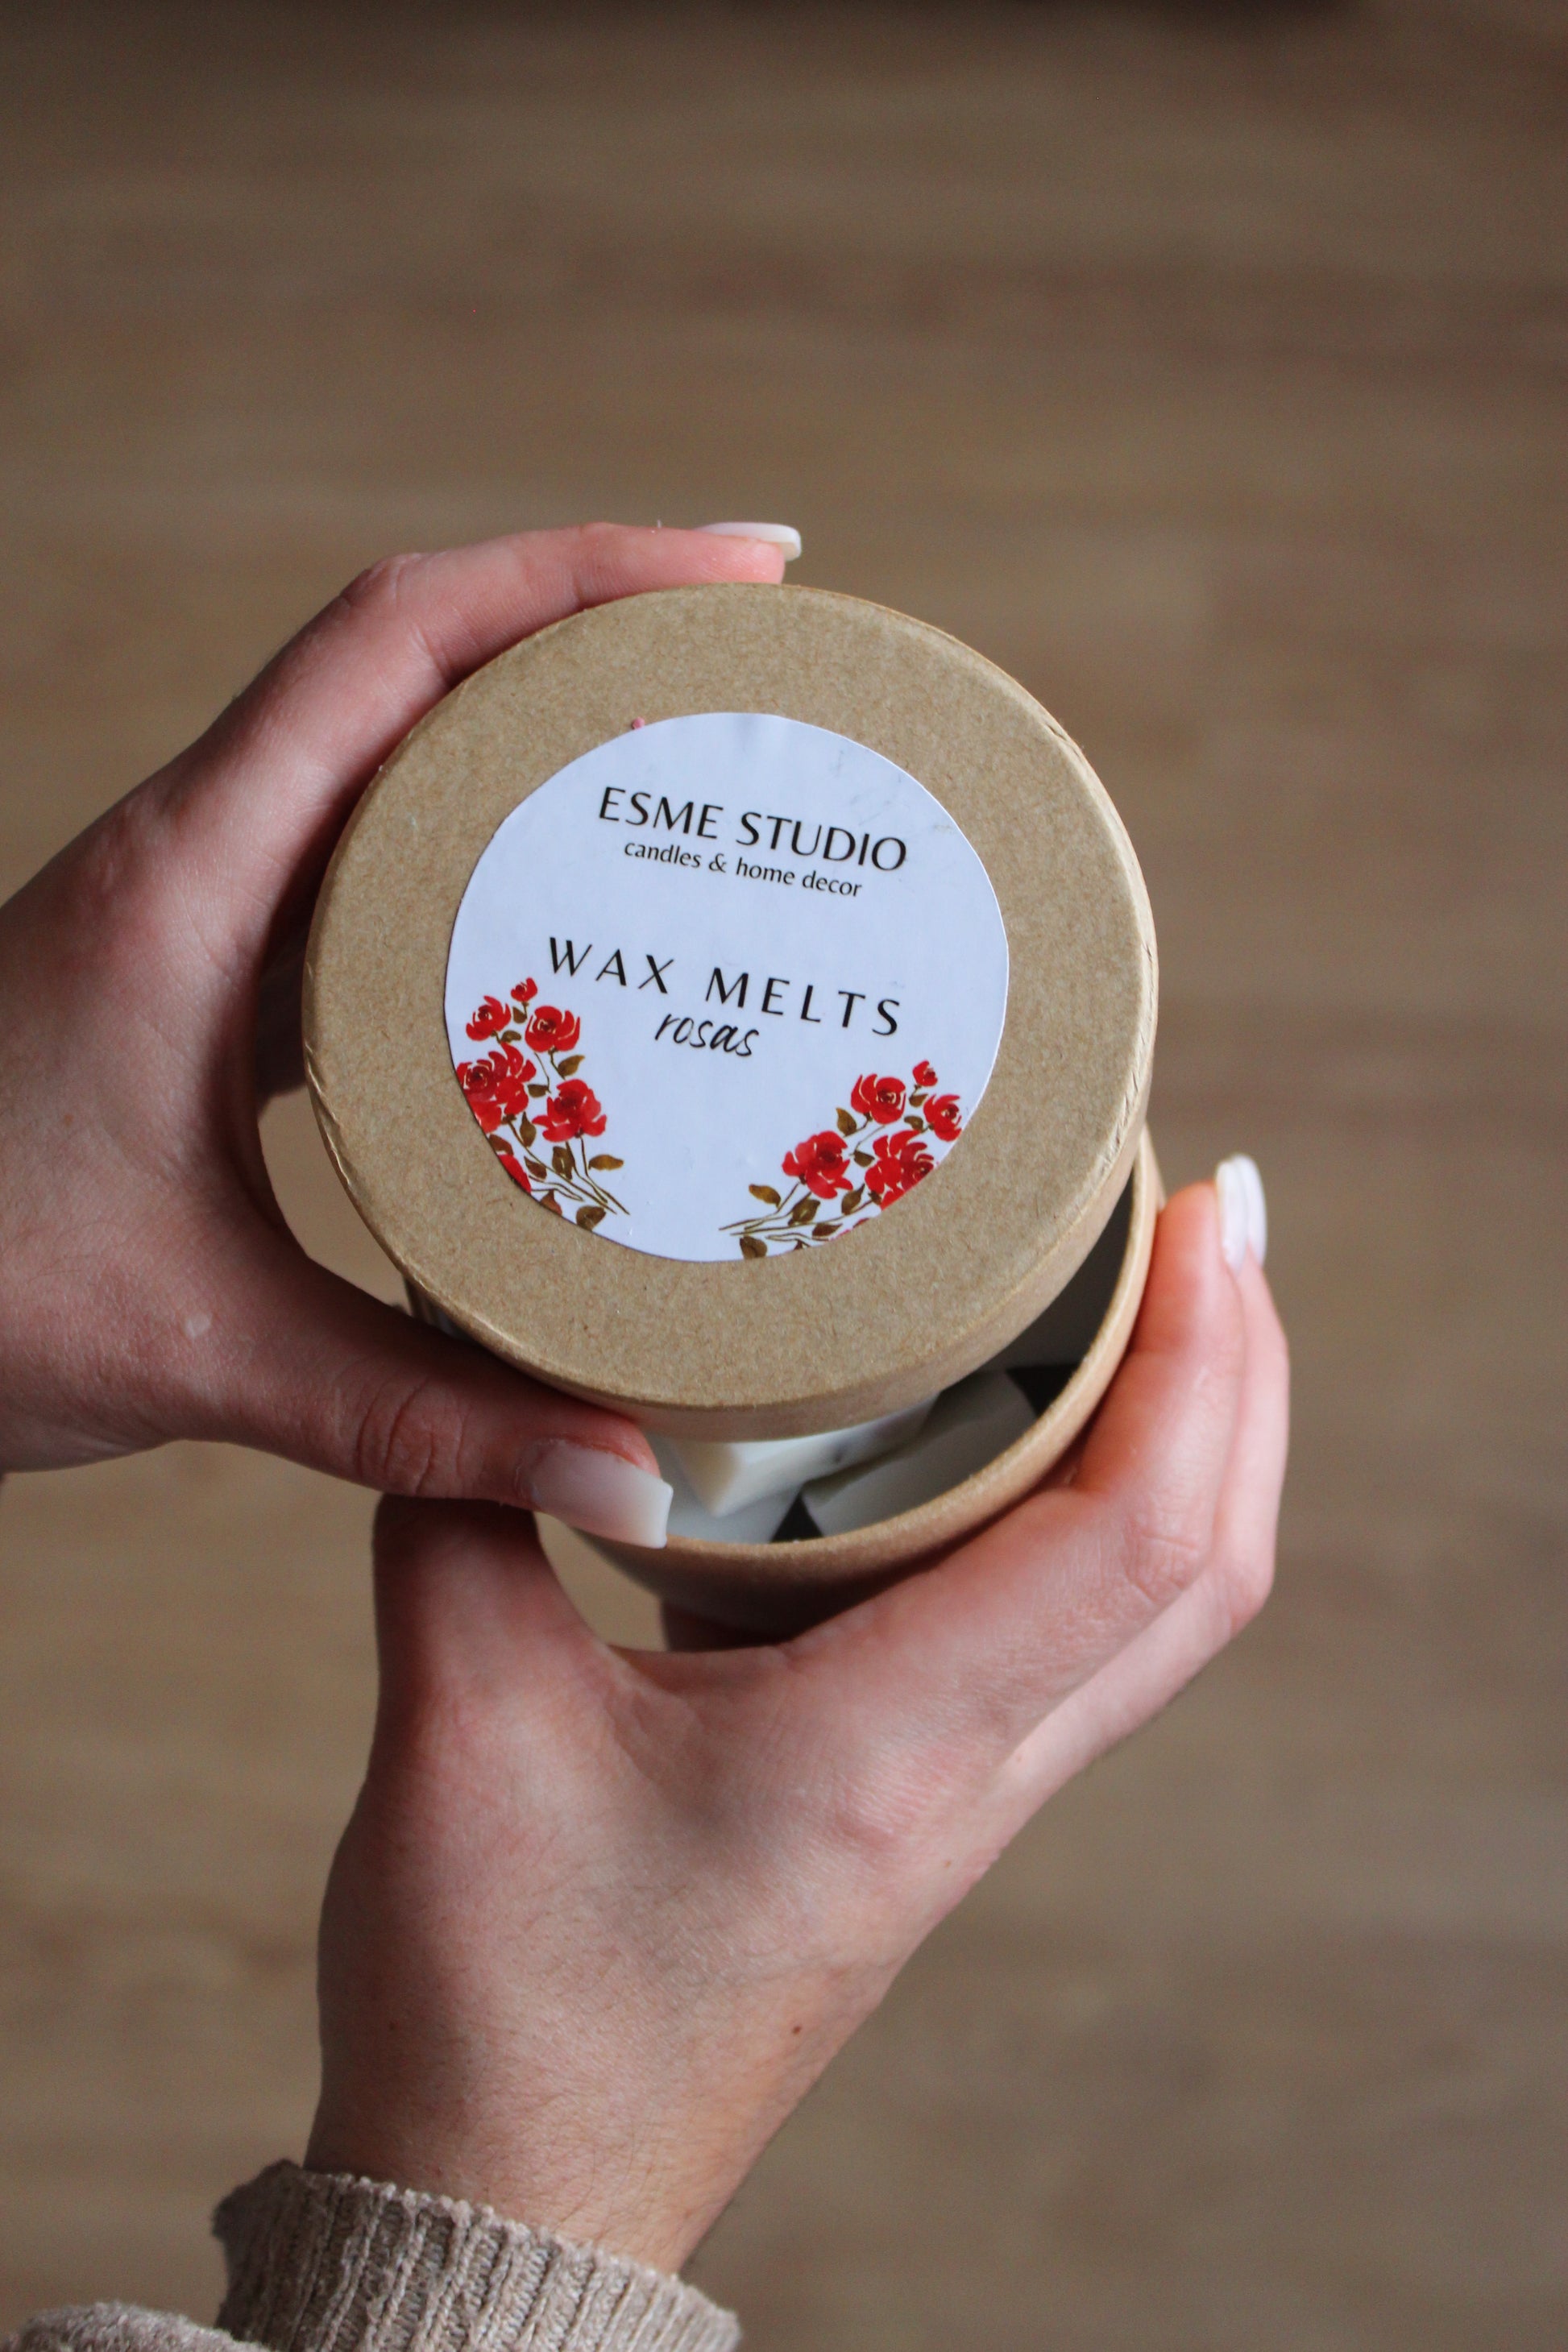 ESME STUDIO
candles & home decor
WAX MELTS
rosas